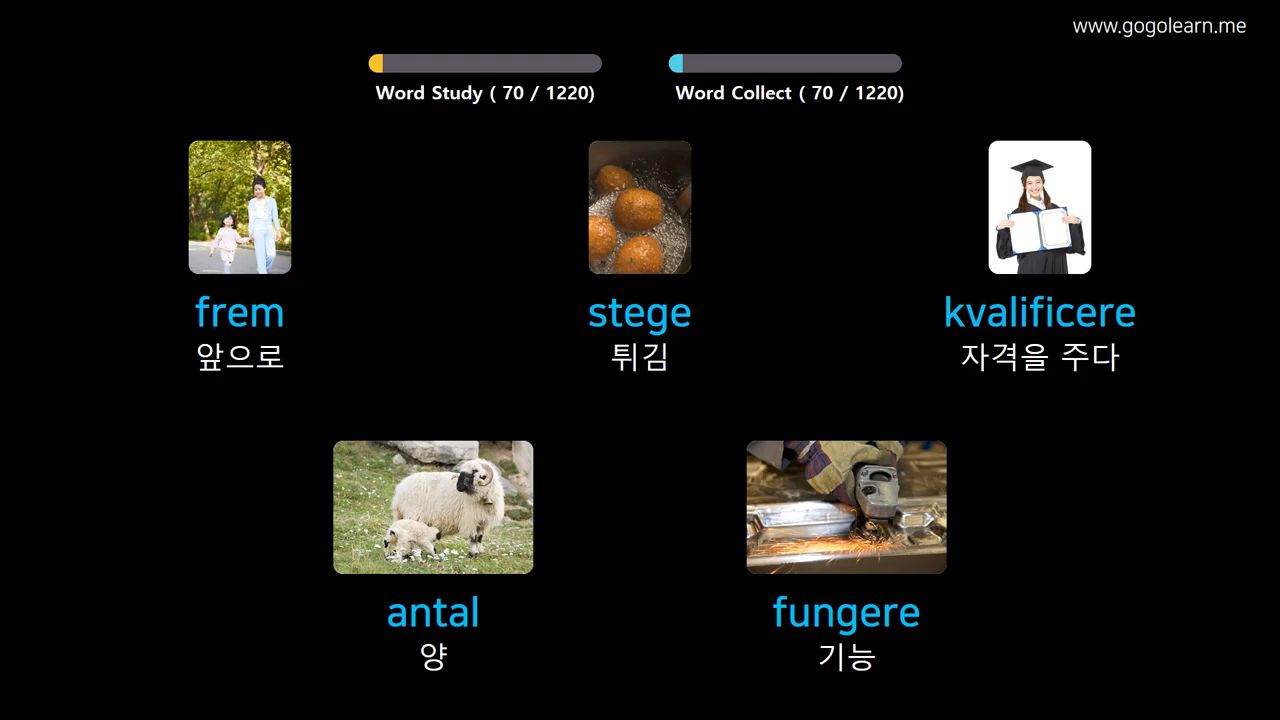 www.gogolearn.me
Word Study ( 70 / 1220)
Word Collect ( 70 / 1220)
frem
앞으로
stege
튀김
kvalificere
자격을 주다
antal
양
fungere
기능